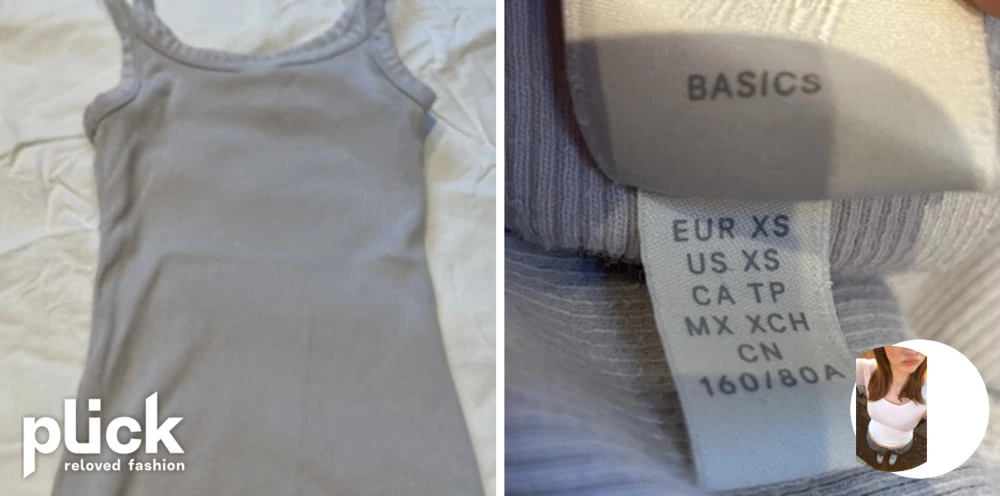 plick
reloved fashion
BASICS
EUR XS
US XS
CA TP
MX XCH
CN
160/80A